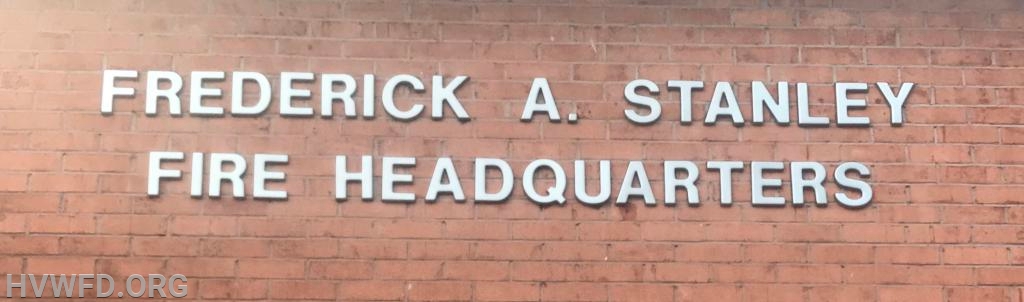 FREDERICK A. STANLEY
FIRE HEADQUARTERS
HVWFD.ORG